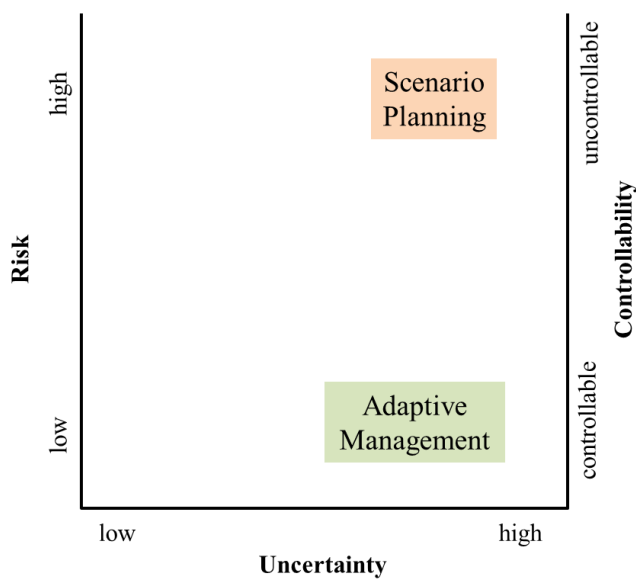 high
uncontrollable
Scenario
Planning
Risk
Controllability
low
controllable
Adaptive
Management
low
high
Uncertainty